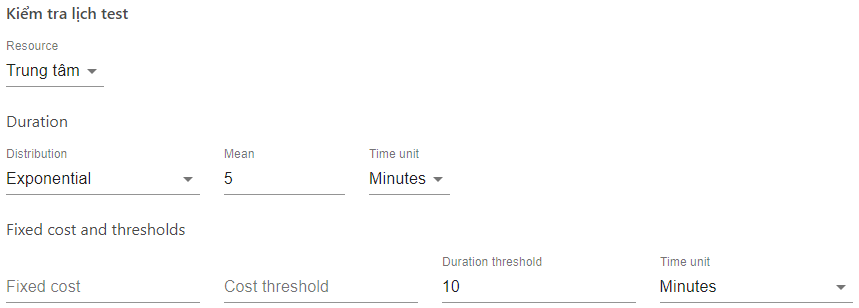 Kiểm tra lịch test
Resource
Trung tâm
Duration
Distribution Mean Time unit
Exponential 5 Minutes
Fixed cost and thresholds
Duration threshold Time unit
Fixed cost Cost threshold 10 Minutes